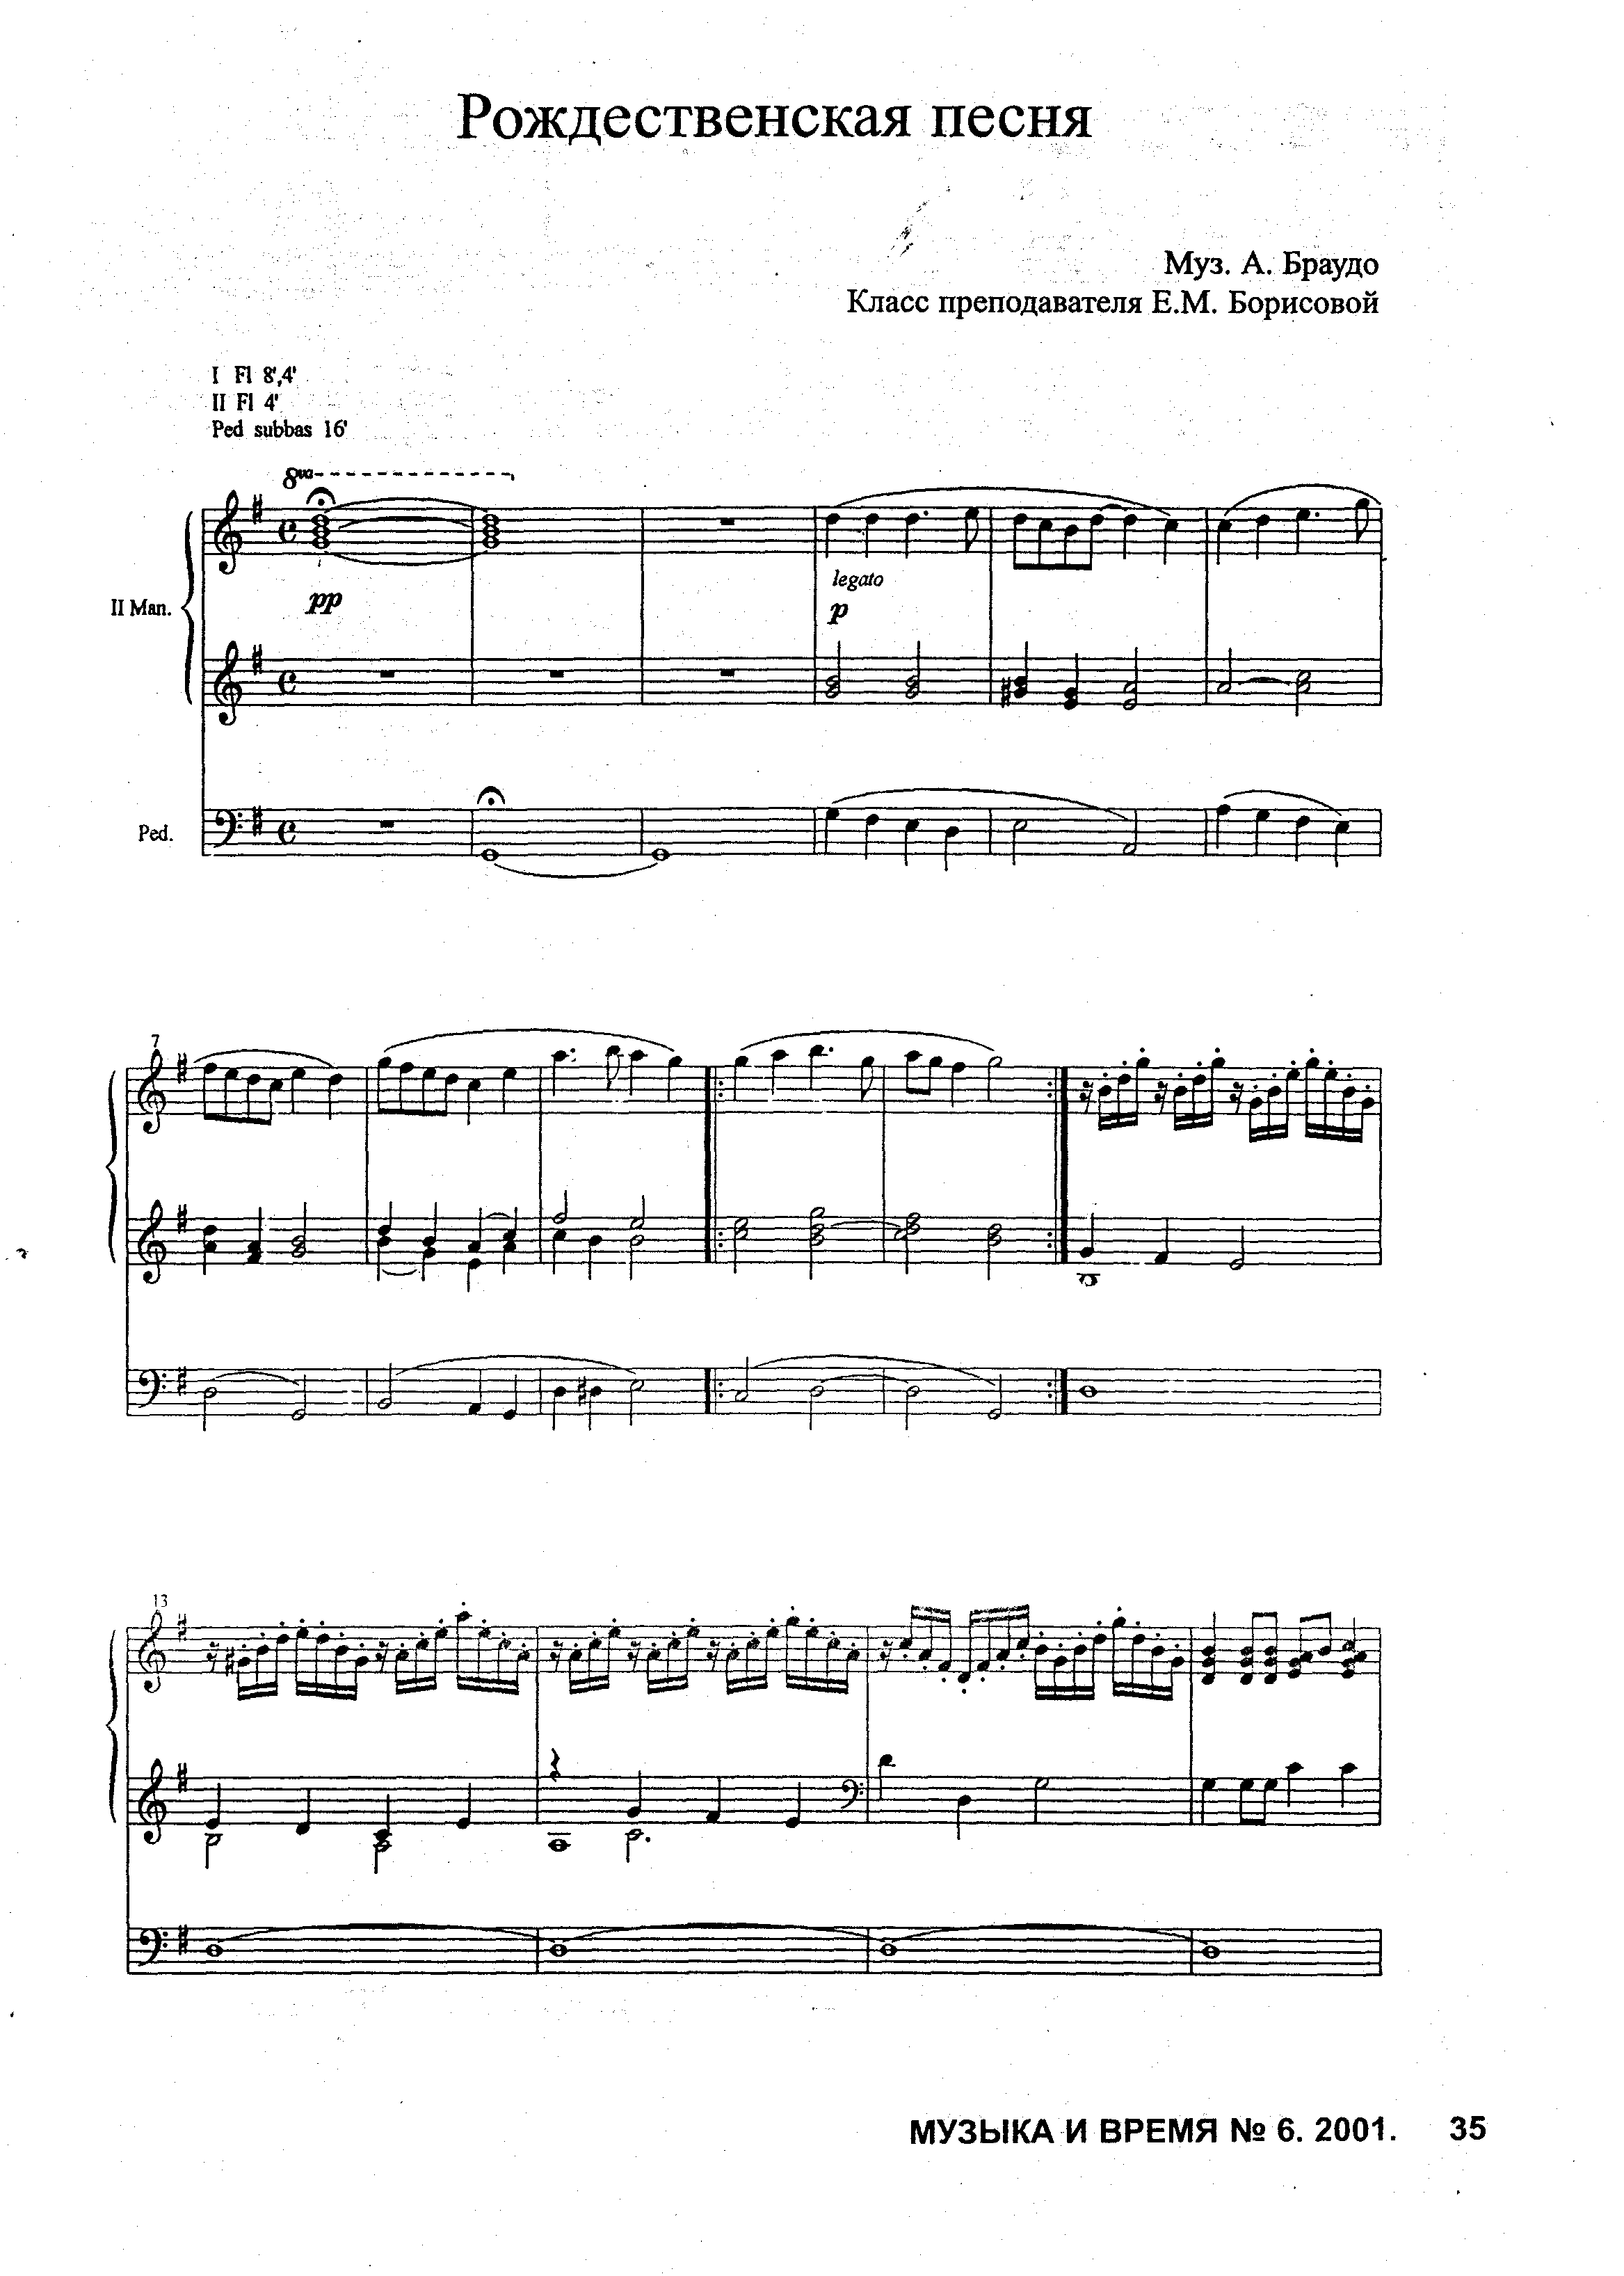 Рождественская песня
Муз. А. Браудо
Класс преподавателя Е.М. Борисовой
I Fl 8',4'
II Fl 4'
Ped subbas 16'
8va
pp
legato
p
II Man.
Ped.
7
13
МУЗЫКА И ВРЕМЯ № 6. 2001. 35